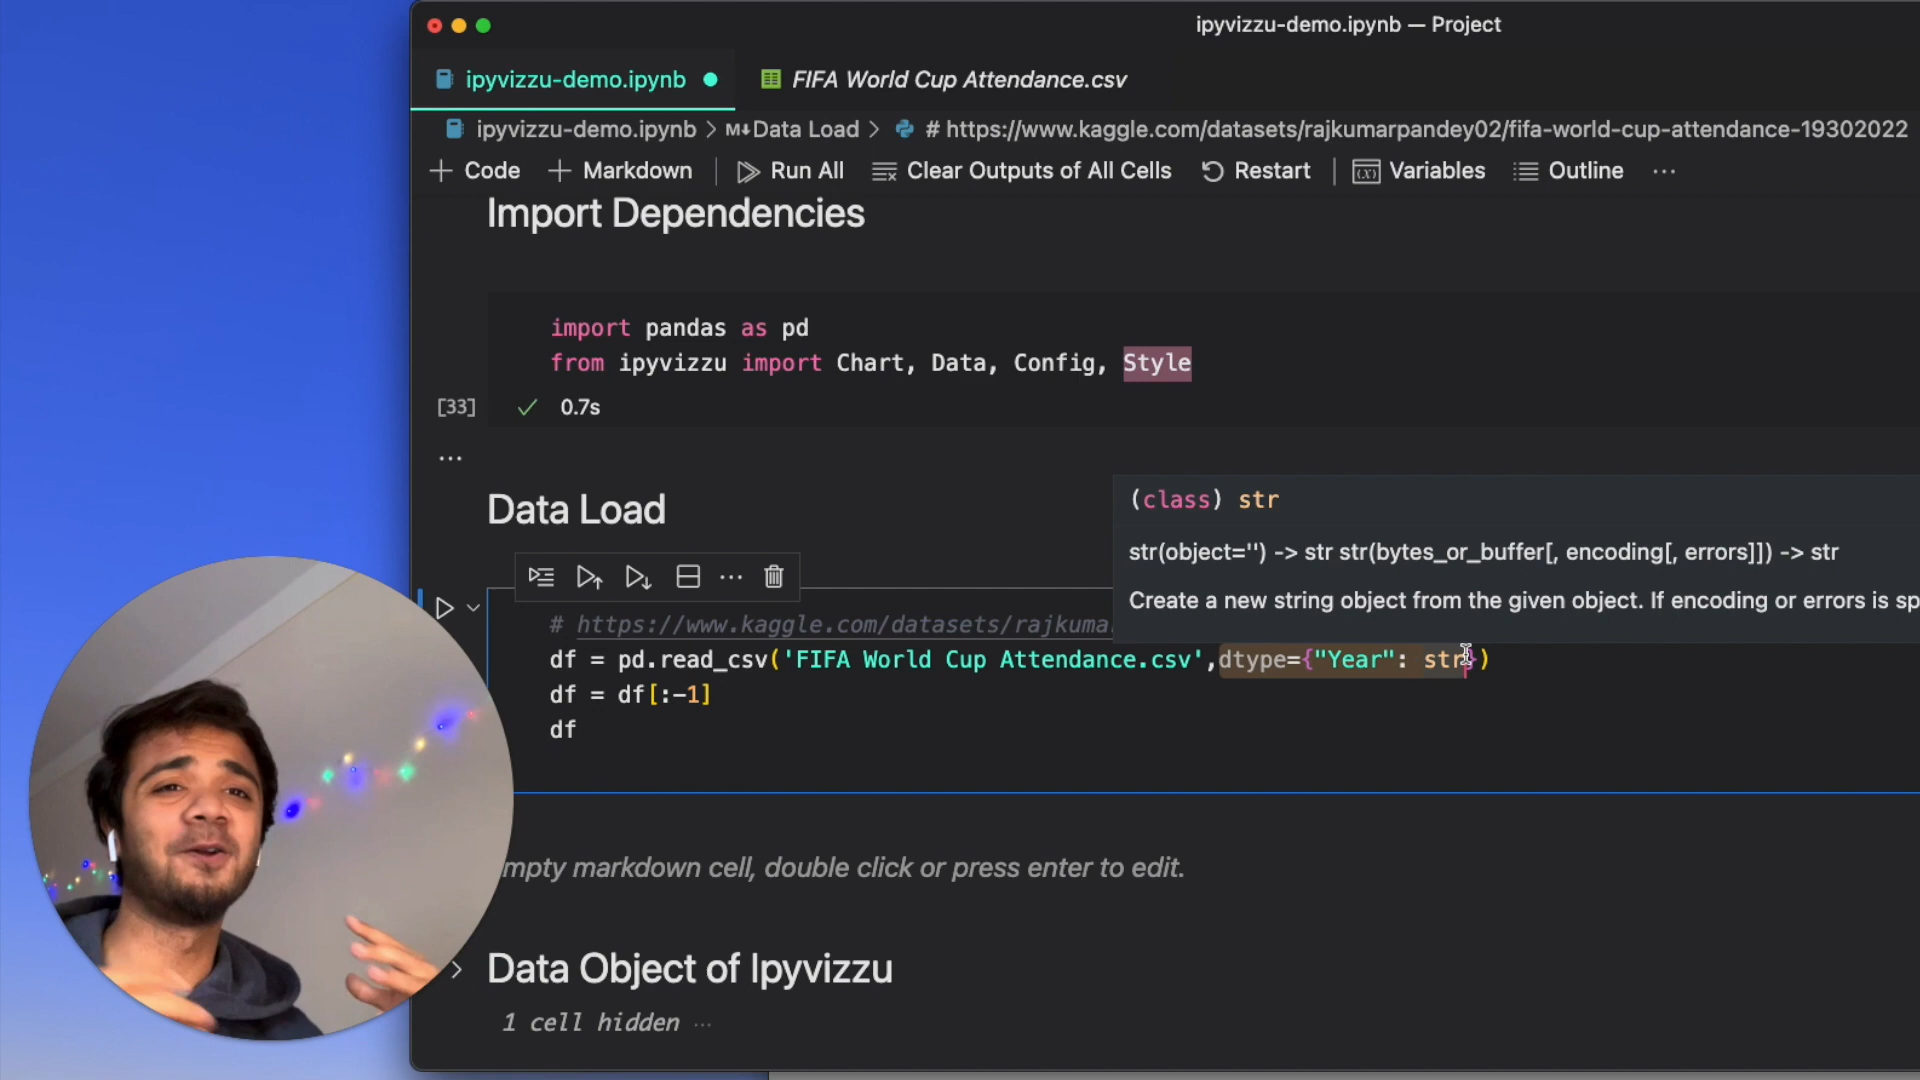 ipyvizzu-demo.ipynb — Project
ipyvizzu-demo.ipynb FIFA World Cup Attendance.csv
ipyvizzu-demo.ipynb > M↓Data Load > # https://www.kaggle.com/datasets/rajkumarpandey02/fifa-world-cup-attendance-19302022
+ Code + Markdown Run All Clear Outputs of All Cells Restart (x) Variables Outline ...
Import Dependencies
import pandas as pd
from ipyvizzu import Chart, Data, Config, Style
[33] ✓ 0.7s
...
Data Load
(class) str
str(object='') -> str str(bytes_or_buffer[, encoding[, errors]]) -> str
Create a new string object from the given object. If encoding or errors is sp
...
# https://www.kaggle.com/datasets/rajkuma
df = pd.read_csv('FIFA World Cup Attendance.csv',dtype={"Year": str})
df = df[:-1]
df
mpty markdown cell, double click or press enter to edit.
> Data Object of Ipyvizzu
1 cell hidden ...